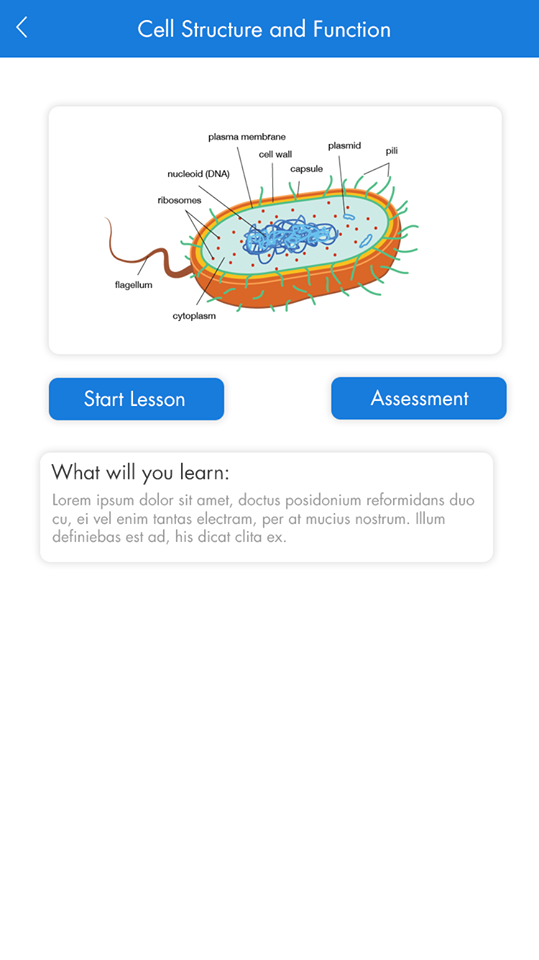 Cell Structure and Function
plasma membrane
cell wall
plasmid
pili
capsule
nucleoid (DNA)
ribosomes
flagellum
cytoplasm
Start Lesson
Assessment
What will you learn:
Lorem ipsum dolor sit amet, doctus posidonium reformidans duo
cu, ei vel enim tantas electram, per at mucius nostrum. Illum
definiebas est ad, his dicat clita ex.